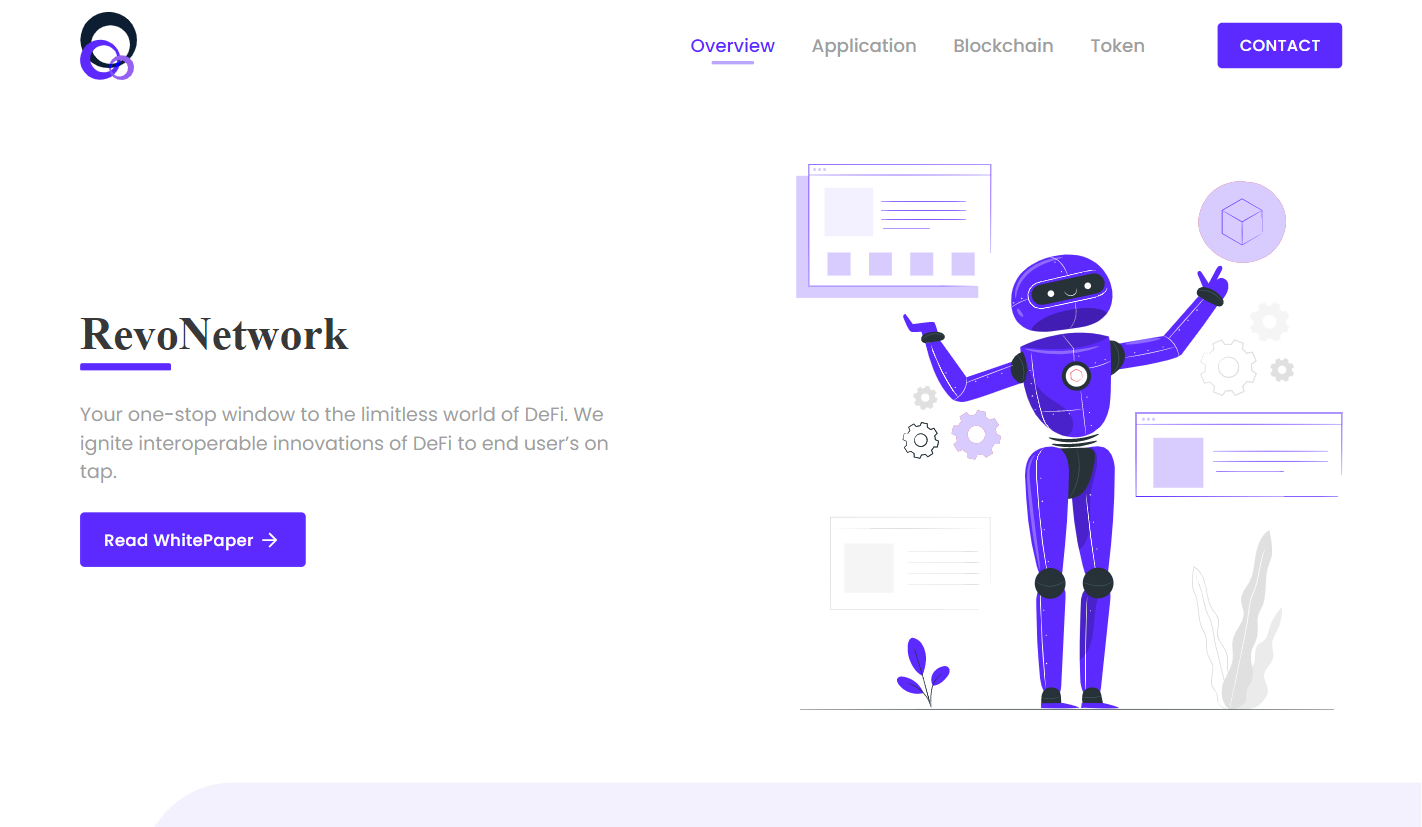 Overview Application Blockchain Token CONTACT
RevoNetwork
Your one-stop window to the limitless world of DeFi. We
ignite interoperable innovations of DeFi to end user’s on
tap.
Read WhitePaper →